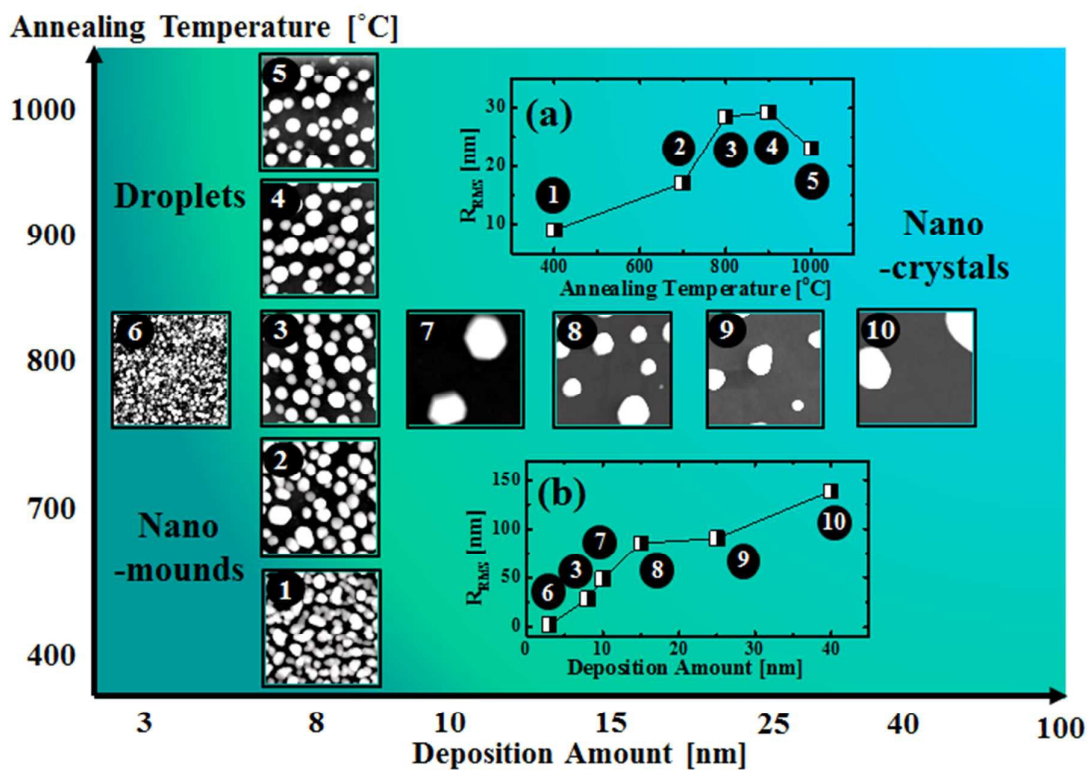 Annealing Temperature [°C]
1000
900
800
700
400
5
4
3
2
1
6
7
8
9
10
Droplets
Nano
-mounds
Nano
-crystals
(a)
R_RMS [nm]
30
20
10
1
2
3
4
5
400 600 800 1000
Annealing Temperature [°C]
(b)
R_RMS [nm]
150
100
50
0
6
3
7
8
9
10
0 10 20 30 40
Deposition Amount [nm]
3 8 10 15 25 40 100
Deposition Amount [nm]